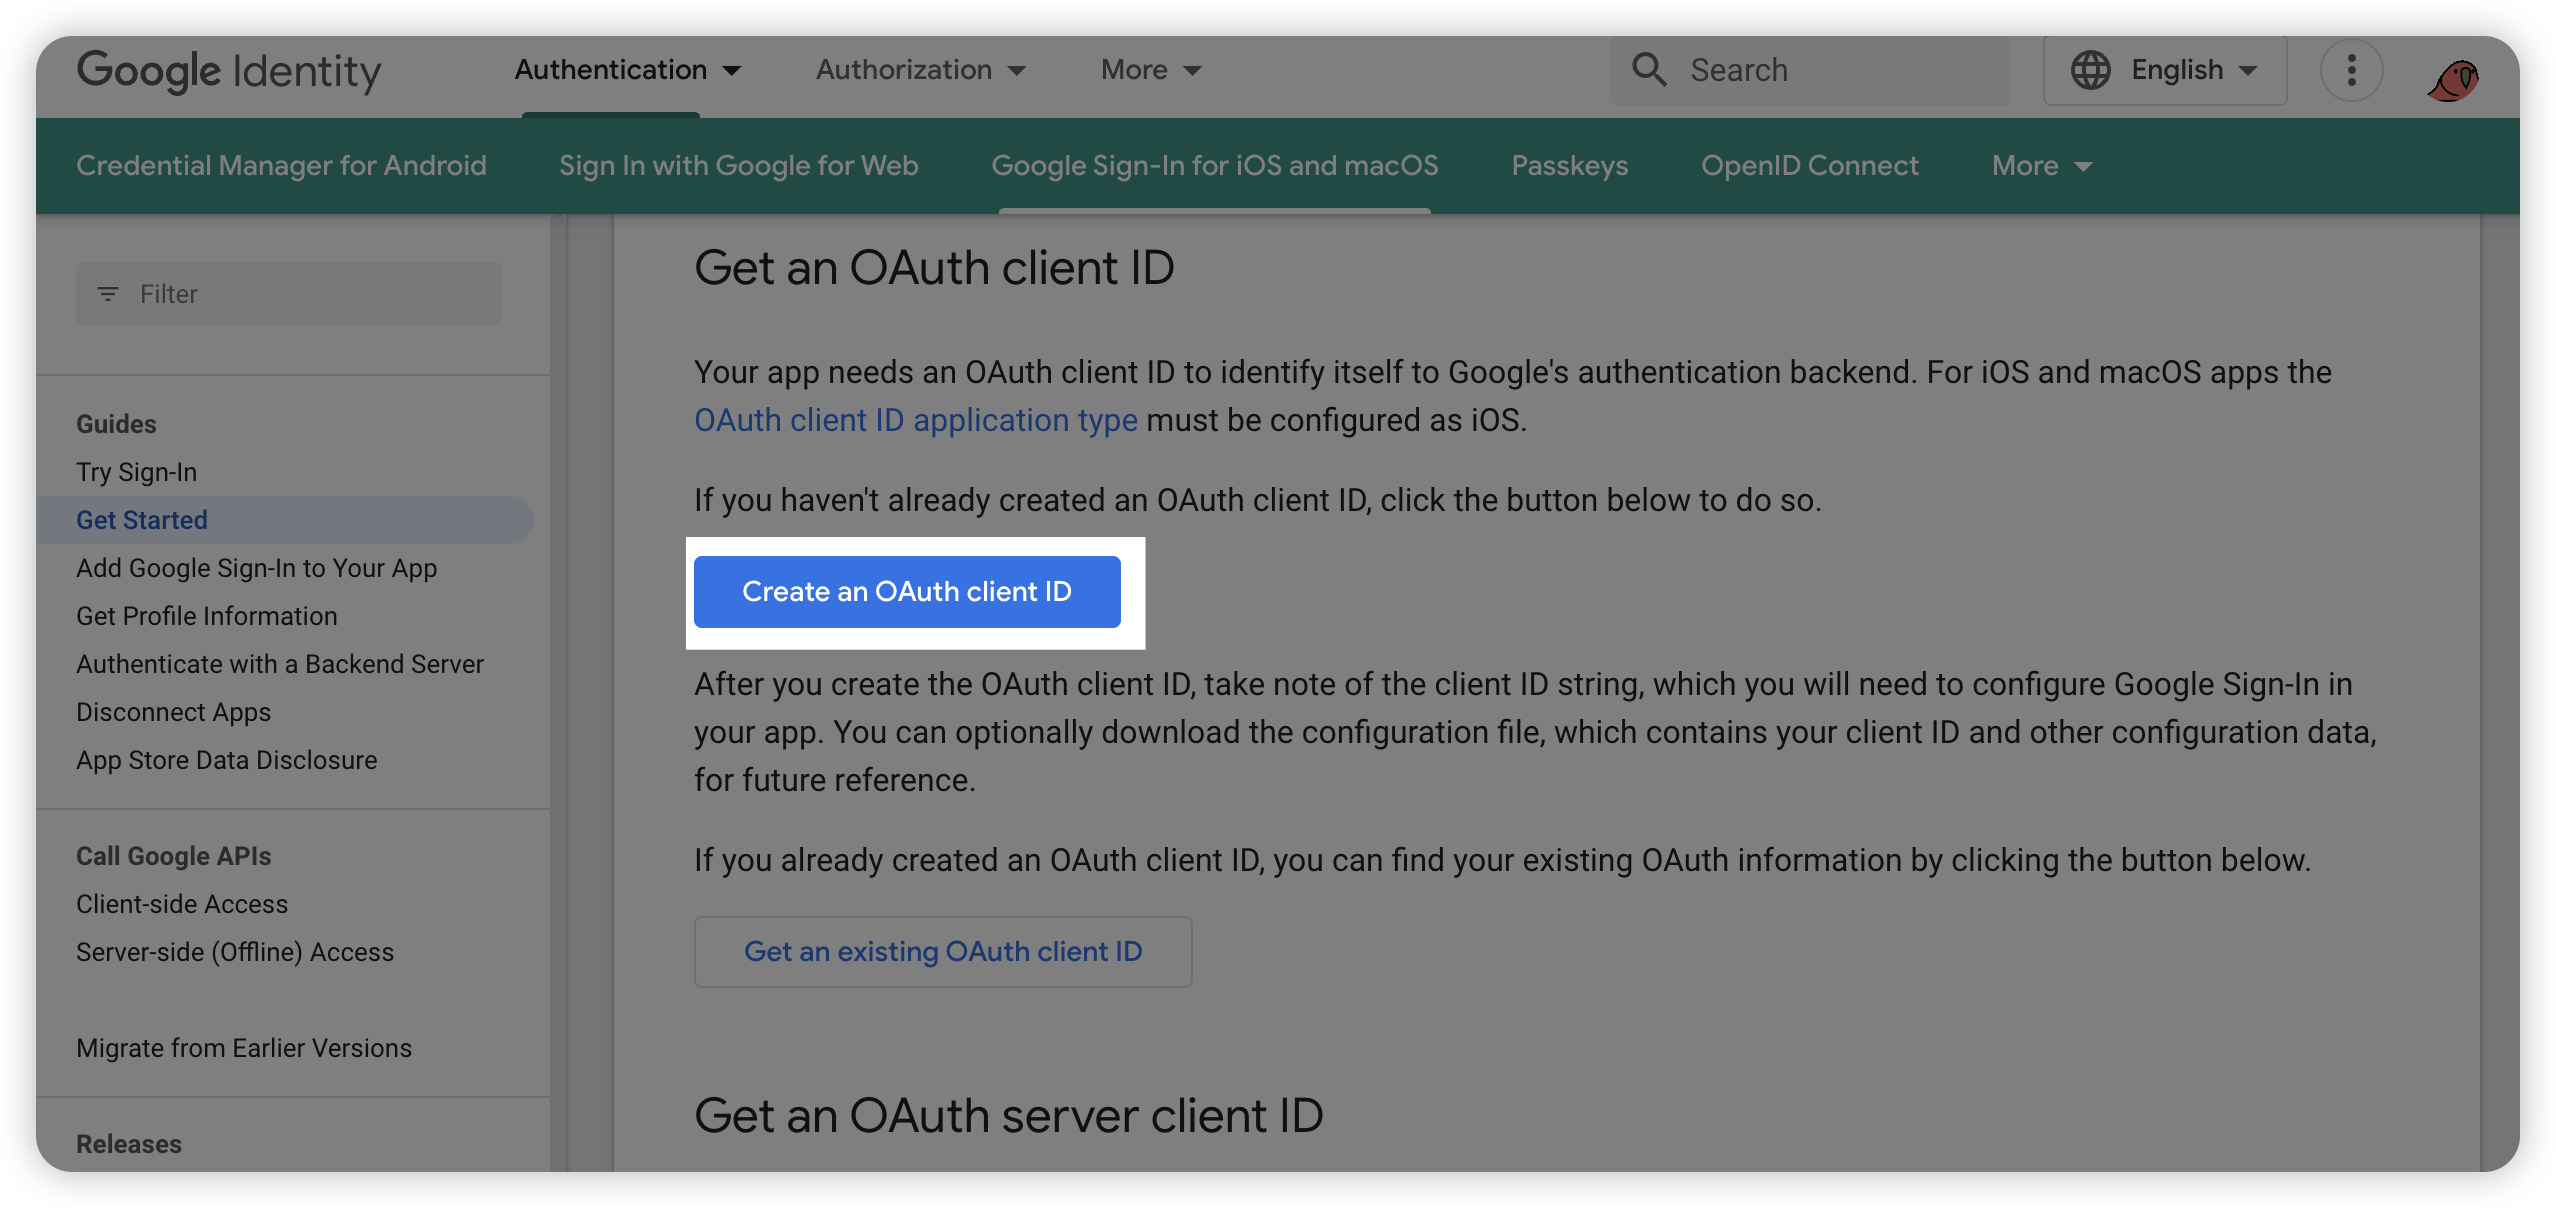 Google Identity
Authentication
Authorization
More
Search
English
Credential Manager for Android
Sign In with Google for Web
Google Sign-In for iOS and macOS
Passkeys
OpenID Connect
More
Filter
Guides
Try Sign-In
Get Started
Add Google Sign-In to Your App
Get Profile Information
Authenticate with a Backend Server
Disconnect Apps
App Store Data Disclosure
Call Google APIs
Client-side Access
Server-side (Offline) Access
Migrate from Earlier Versions
Releases
Get an OAuth client ID
Your app needs an OAuth client ID to identify itself to Google's authentication backend. For iOS and macOS apps the
OAuth client ID application type must be configured as iOS.
If you haven't already created an OAuth client ID, click the button below to do so.
Create an OAuth client ID
After you create the OAuth client ID, take note of the client ID string, which you will need to configure Google Sign-In in
your app. You can optionally download the configuration file, which contains your client ID and other configuration data,
for future reference.
If you already created an OAuth client ID, you can find your existing OAuth information by clicking the button below.
Get an existing OAuth client ID
Get an OAuth server client ID